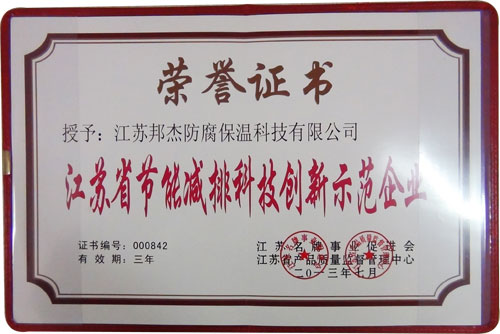 荣誉证书
授予：江苏邦杰防腐保温科技有限公司
江苏省节能减排科技创新示范企业
证书编号：000842
有效期：三年
江苏名牌事业促进会
江苏省产品质量监督管理中心
二〇一三年七月